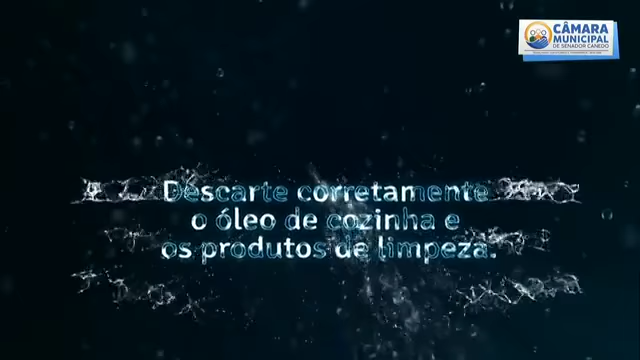 CÂMARA
MUNICIPAL
DE SENADOR CANEDO
Descarte corretamente
o óleo de cozinha e
os produtos de limpeza.